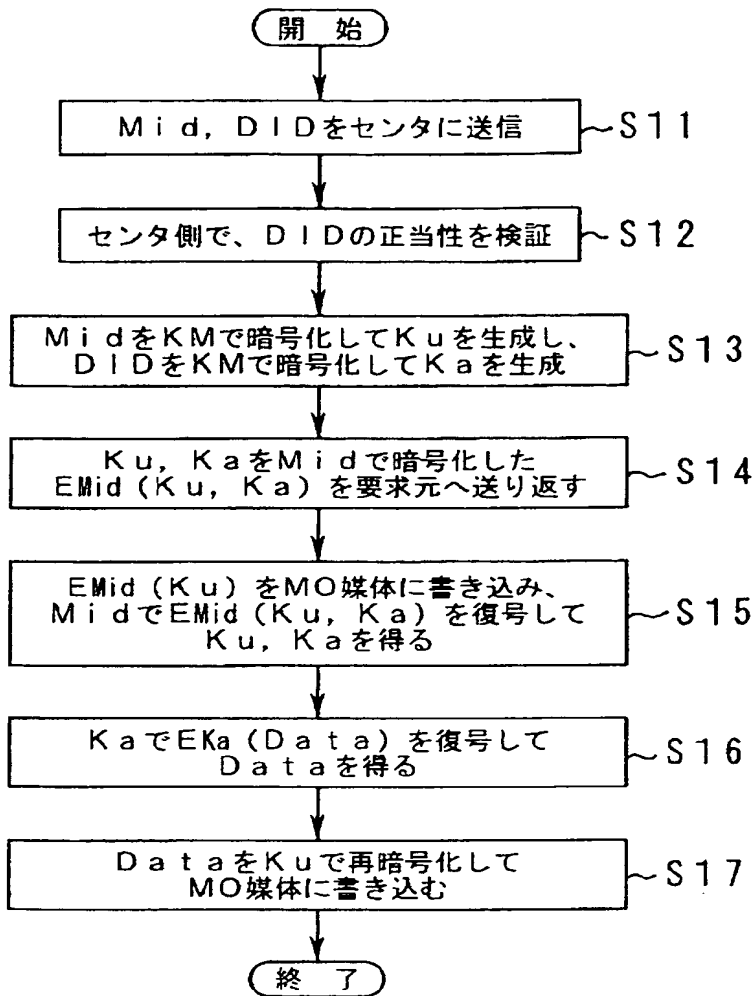 開 始
Mid,DIDをセンタに送信
S11
センタ側で、DIDの正当性を検証
S12
MidをKMで暗号化してKuを生成し、
DIDをKMで暗号化してKaを生成
S13
Ku,KaをMidで暗号化した
EMid(Ku,Ka)を要求元へ送り返す
S14
EMid(Ku)をMO媒体に書き込み、
MidでEMid(Ku,Ka)を復号して
Ku,Kaを得る
S15
KaでEKa(Data)を復号して
Dataを得る
S16
DataをKuで再暗号化して
MO媒体に書き込む
S17
終 了